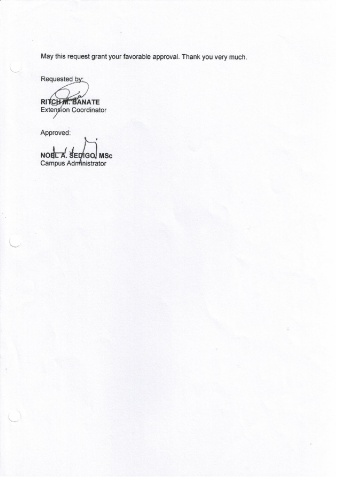 May this request grant your favorable approval. Thank you very much.
Requested by:
RITCH M. BANATE
Extension Coordinator
Approved:
NOEL A. SEDIGO, MSc
Campus Administrator